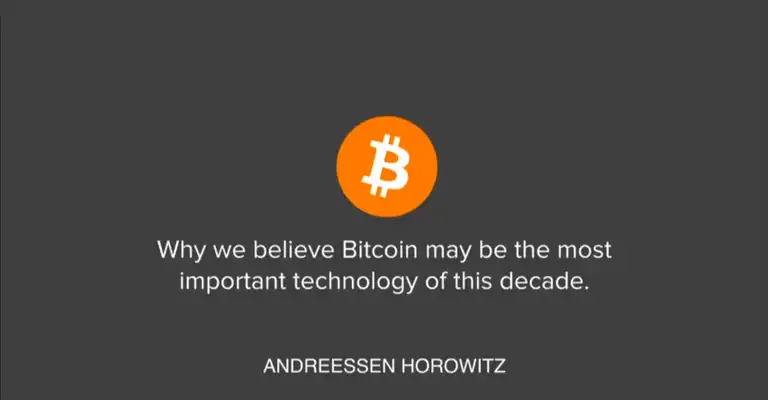 Why we believe Bitcoin may be the most
important technology of this decade.
ANDREESSEN HOROWITZ